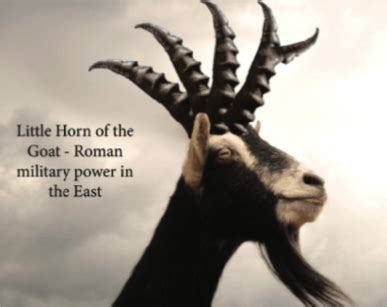 Little Horn of the
Goat - Roman
military power in
the East